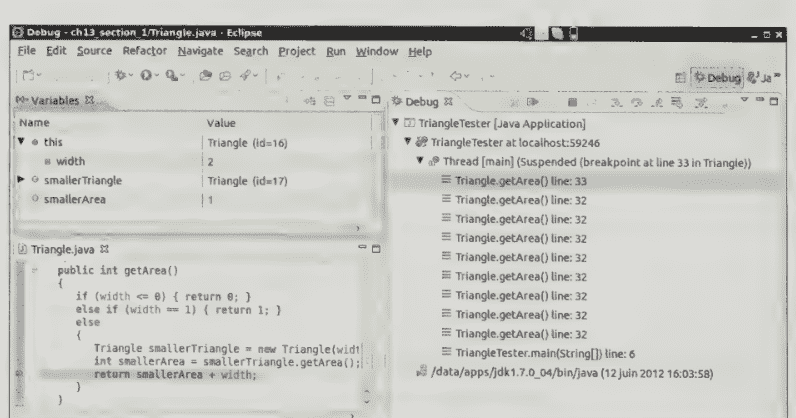 Debug - ch13_section_1/Triangle.java - Eclipse
File Edit Source Refactor Navigate Search Project Run Window Help
Debug Ja
Variables
Name Value
this Triangle (id=16)
width 2
smallerTriangle Triangle (id=17)
smallerArea 1
Triangle.java
public int getArea()
{
if (width <= 0) { return 0; }
else if (width == 1) { return 1; }
else
{
Triangle smallerTriangle = new Triangle(widt
int smallerArea = smallerTriangle.getArea();
return smallerArea + width;
}
}
Debug
TriangleTester [Java Application]
TriangleTester at localhost:59246
Thread [main] (Suspended (breakpoint at line 33 in Triangle))
Triangle.getArea() line: 33
Triangle.getArea() line: 32
Triangle.getArea() line: 32
Triangle.getArea() line: 32
Triangle.getArea() line: 32
Triangle.getArea() line: 32
Triangle.getArea() line: 32
Triangle.getArea() line: 32
Triangle.getArea() line: 32
TriangleTester.main(String[]) line: 6
/data/apps/jdk1.7.0_04/bin/java (12 juin 2012 16:03:58)